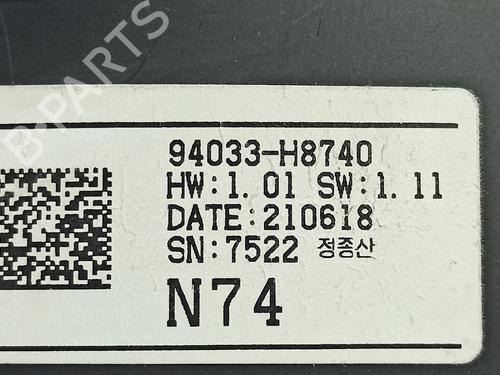 B-PARTS
94033-H8740
HW:1.01 SW:1.11
DATE:210618
SN:7522 정종산
N74